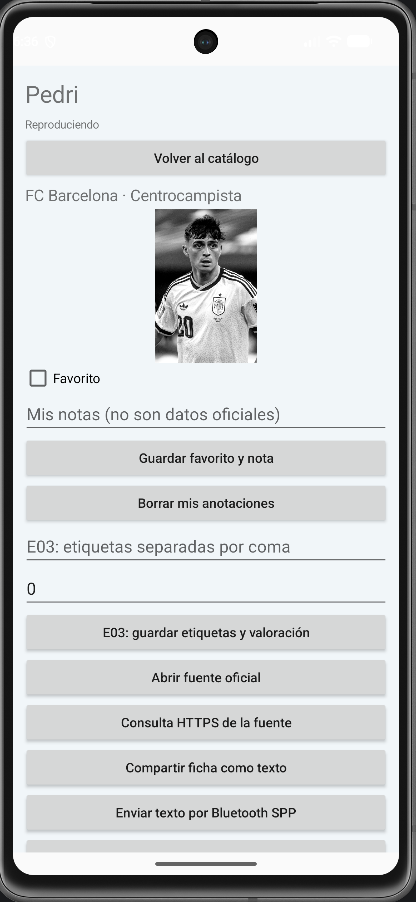 Pedri
Reproduciendo
Volver al catálogo
FC Barcelona · Centrocampista
20
Favorito
Mis notas (no son datos oficiales)
Guardar favorito y nota
Borrar mis anotaciones
E03: etiquetas separadas por coma
0
E03: guardar etiquetas y valoración
Abrir fuente oficial
Consulta HTTPS de la fuente
Compartir ficha como texto
Enviar texto por Bluetooth SPP